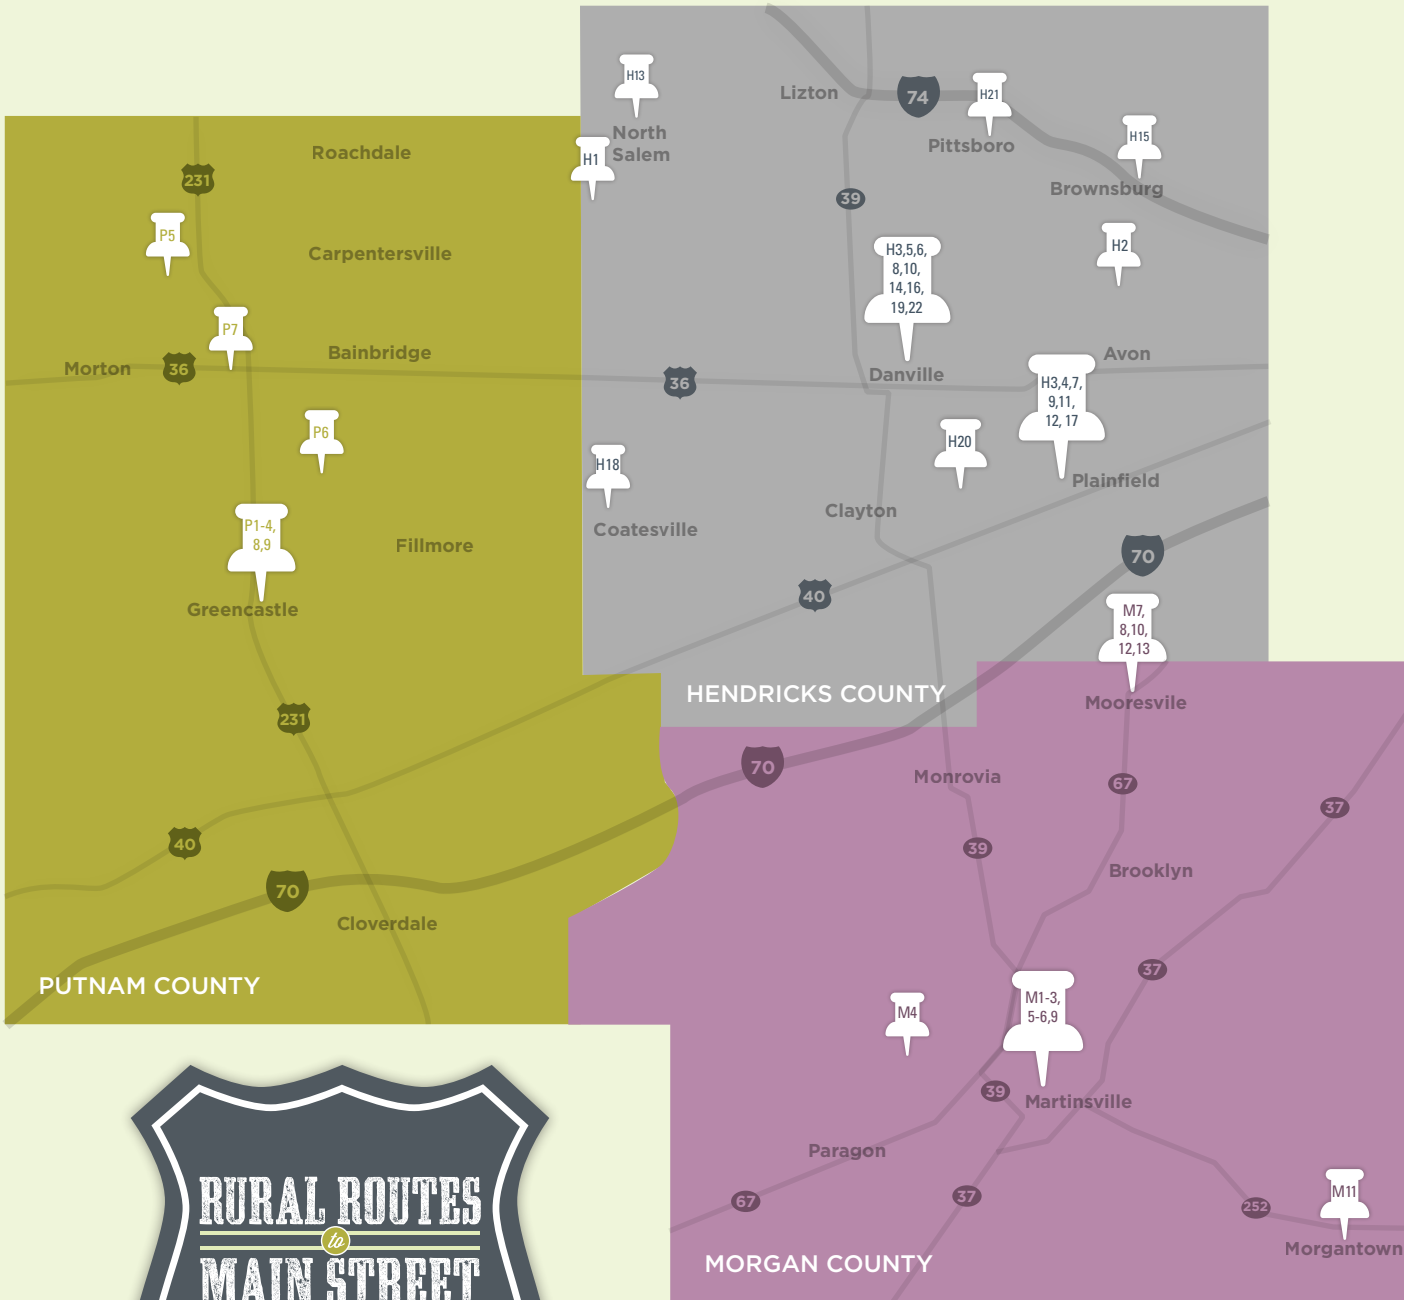 H13
Lizton
74
H21
North
Salem
H1
Pittsboro
H15
Brownsburg
Roachdale
231
39
P5
Carpentersville
H3,5,6,
8,10,
14,16,
19,22
H2
P7
Bainbridge
Morton
36
36
Danville
Avon
H3,4,7,
9,11,
12, 17
P6
H18
H20
Plainfield
Clayton
Coatesville
P1-4,
8,9
Fillmore
Greencastle
70
40
M7,
8,10,
12,13
HENDRICKS COUNTY
Mooresvile
231
70
Monrovia
67
37
40
39
Brooklyn
70
Cloverdale
PUTNAM COUNTY
37
M4
M1-3,
5-6,9
39
Martinsville
Paragon
67
37
252
M11
Morgantown
MORGAN COUNTY
RURAL ROUTES
to
MAIN STREET